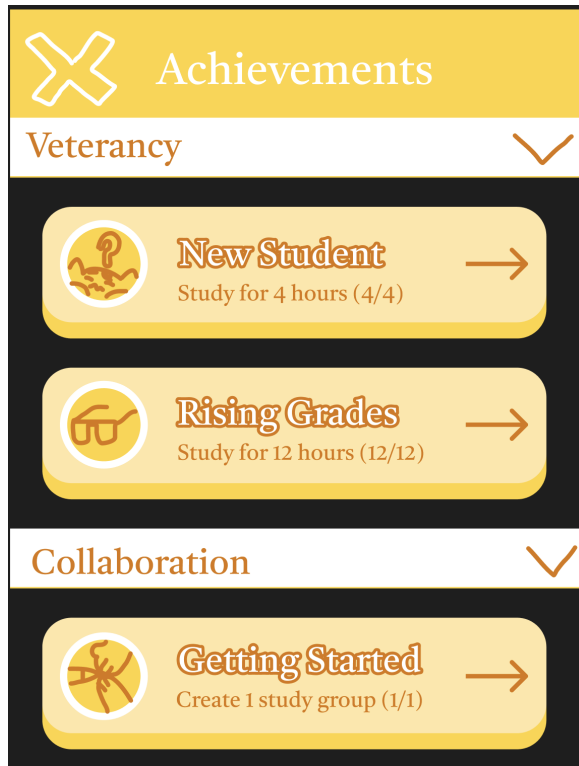 Achievements
Veterancy
New Student
Study for 4 hours (4/4)
Rising Grades
Study for 12 hours (12/12)
Collaboration
Getting Started
Create 1 study group (1/1)